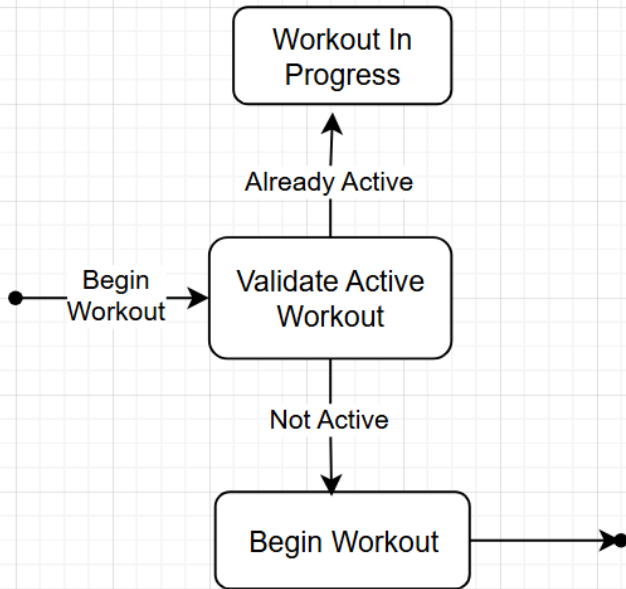 Workout In
Progress
Already Active
Begin
Workout
Validate Active
Workout
Not Active
Begin Workout